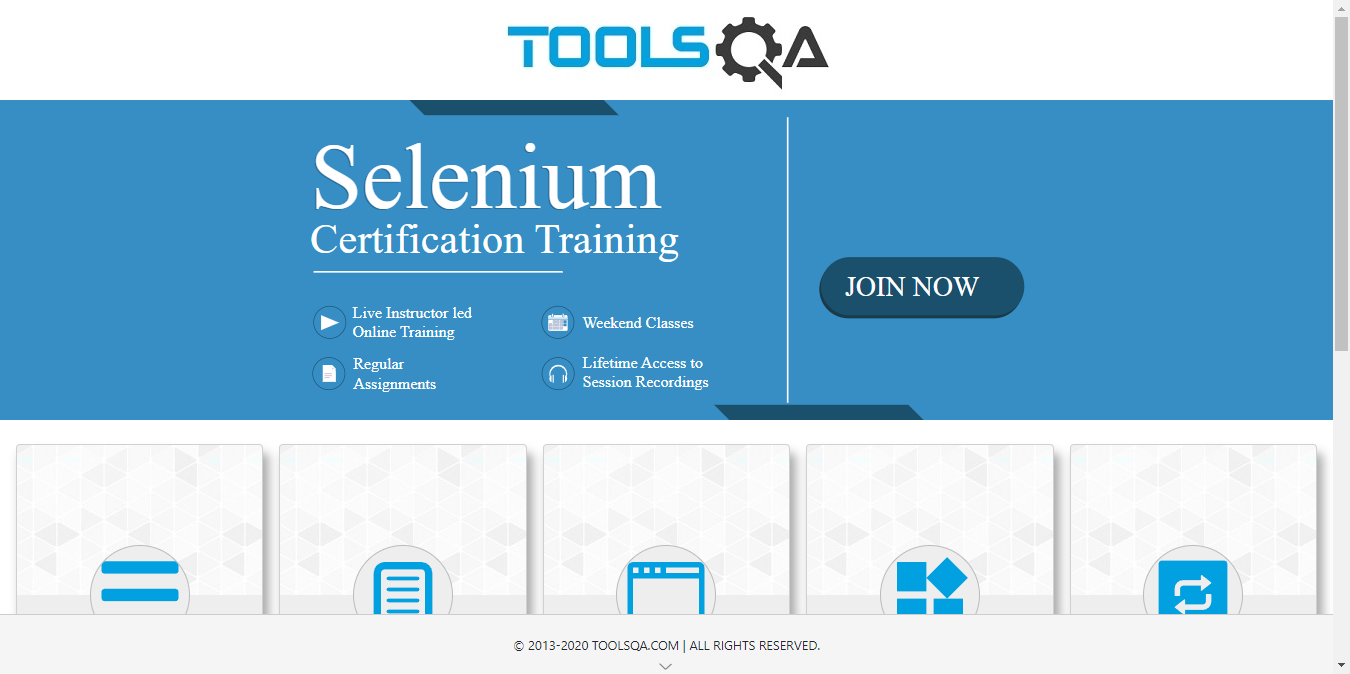 TOOLSQA
Selenium
Certification Training
JOIN NOW
Live Instructor led
Online Training
Weekend Classes
Regular
Assignments
Lifetime Access to
Session Recordings
© 2013-2020 TOOLSQA.COM | ALL RIGHTS RESERVED.